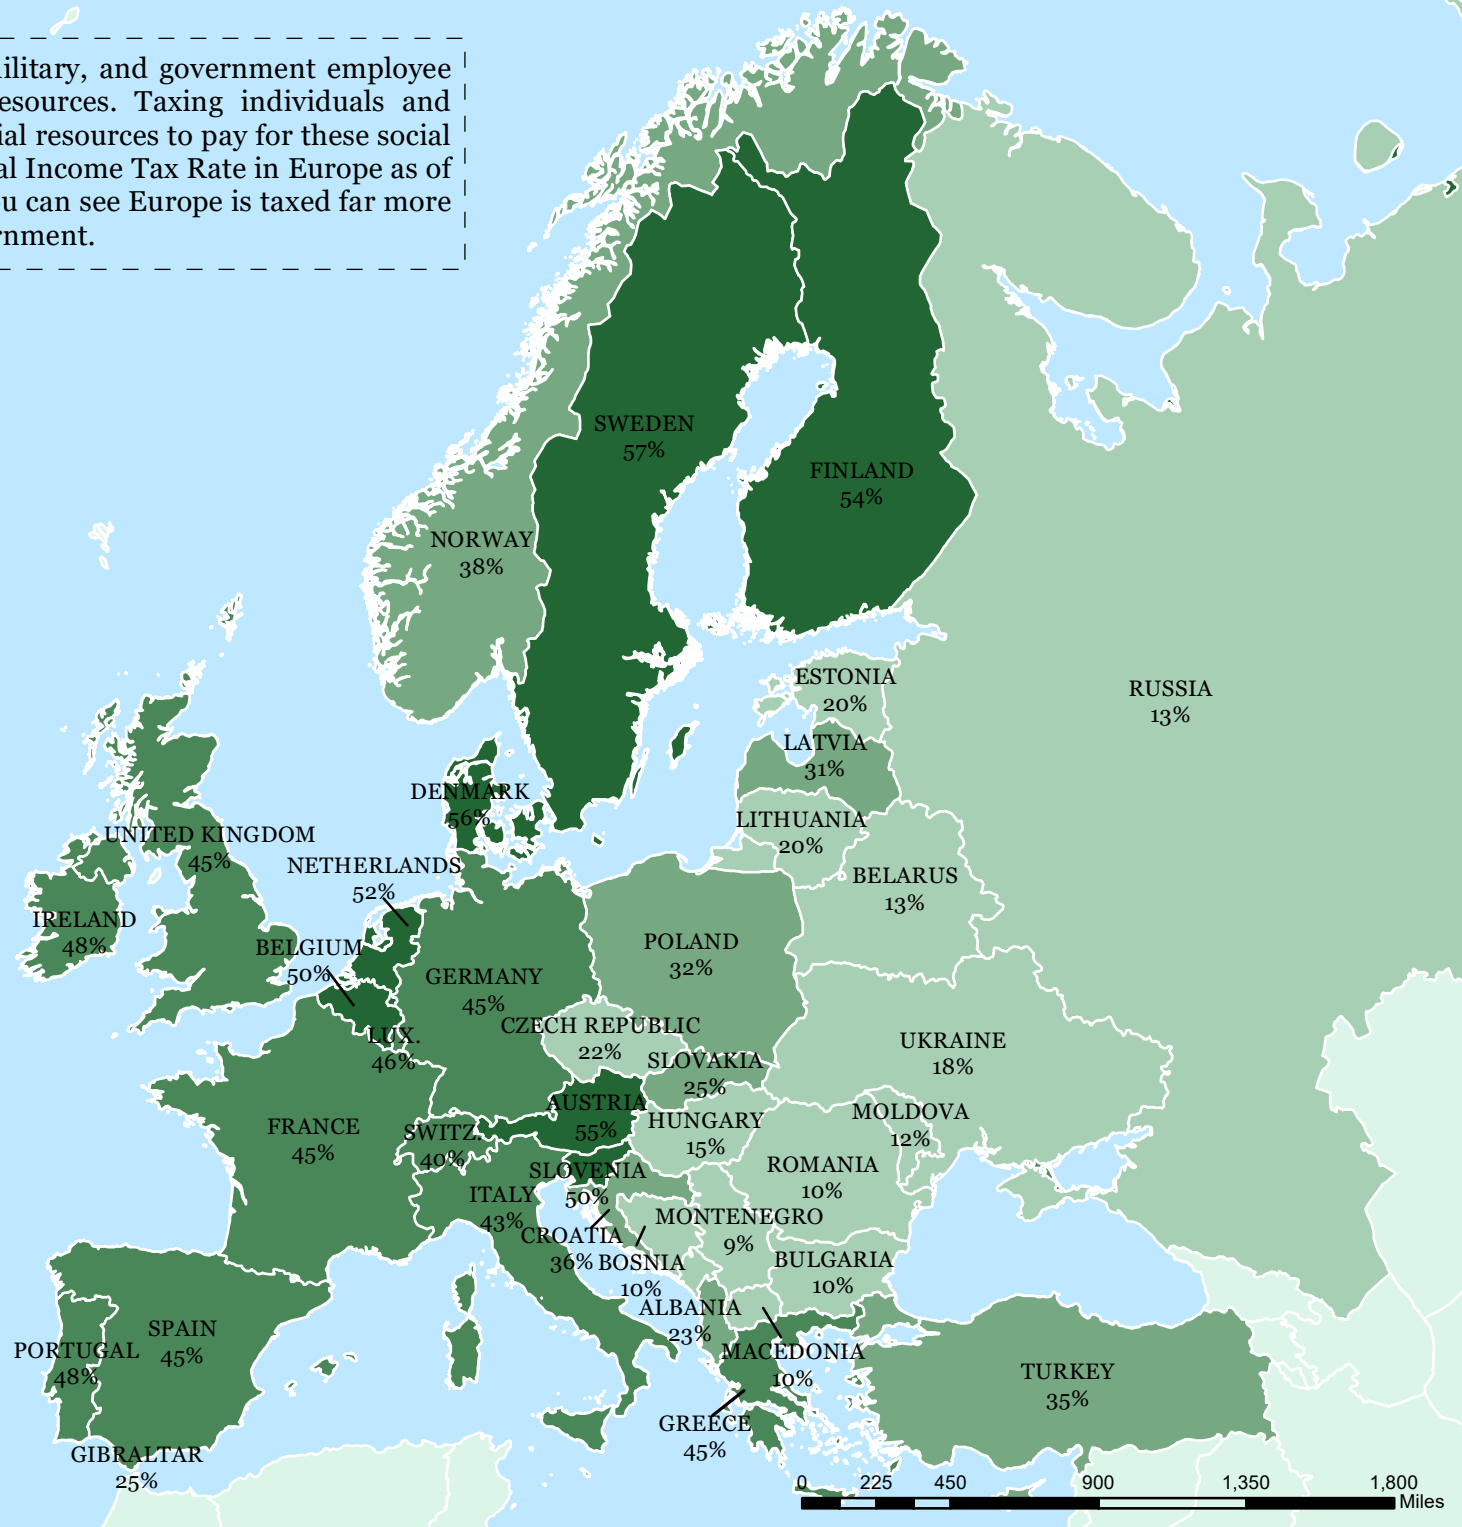 ilitary, and government employee
esources. Taxing individuals and
ial resources to pay for these social
al Income Tax Rate in Europe as of
ou can see Europe is taxed far more
rnment.
SWEDEN
57%
FINLAND
54%
NORWAY
38%
ESTONIA
20%
RUSSIA
13%
LATVIA
31%
DENMARK
56%
LITHUANIA
20%
UNITED KINGDOM
45%
NETHERLANDS
52%
BELARUS
13%
IRELAND
48%
BELGIUM
50%
POLAND
32%
GERMANY
45%
CZECH REPUBLIC
22%
LUX.
46%
UKRAINE
18%
SLOVAKIA
25%
AUSTRIA
55%
HUNGARY
15%
MOLDOVA
12%
FRANCE
45%
SWITZ.
40%
SLOVENIA
50%
ROMANIA
10%
ITALY
43%
CROATIA
36%
MONTENEGRO
9%
BOSNIA
10%
BULGARIA
10%
ALBANIA
23%
MACEDONIA
10%
SPAIN
45%
PORTUGAL
48%
TURKEY
35%
GREECE
45%
GIBRALTAR
25%
0 225 450 900 1,350 1,800
Miles